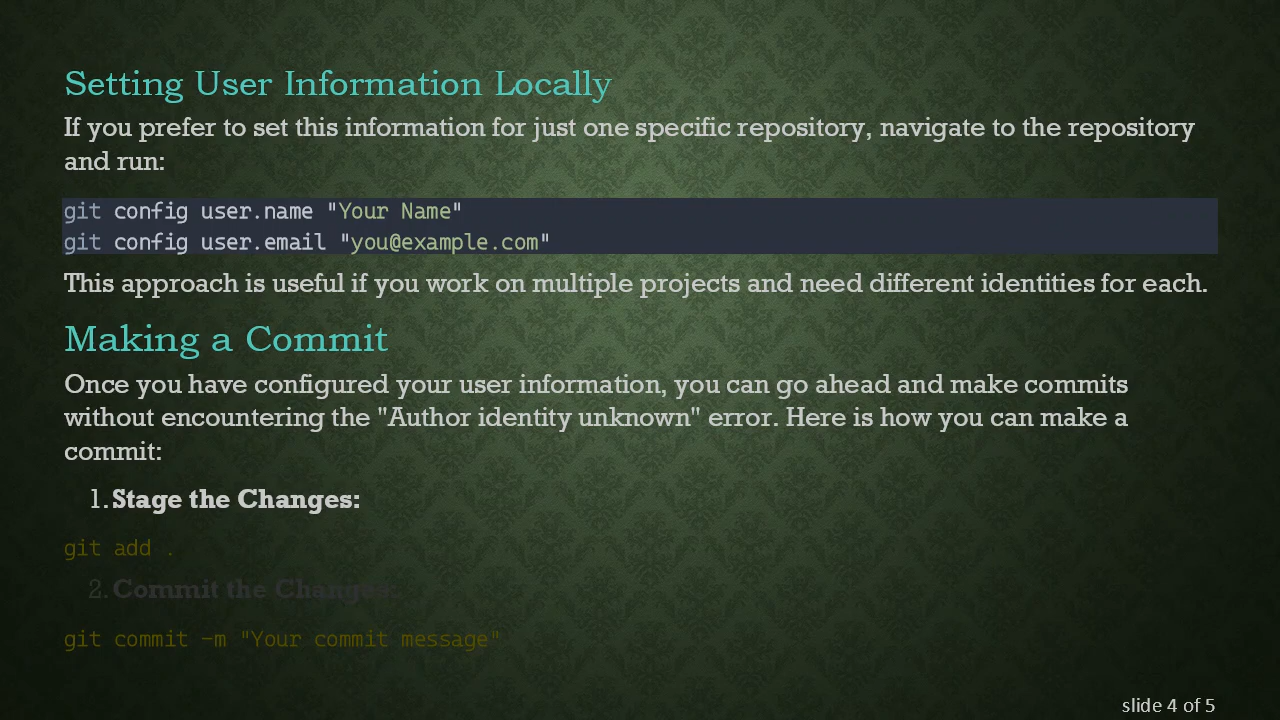 Setting User Information Locally
If you prefer to set this information for just one specific repository, navigate to the repository
and run:
git config user.name "Your Name"
git config user.email "you@example.com"
This approach is useful if you work on multiple projects and need different identities for each.
Making a Commit
Once you have configured your user information, you can go ahead and make commits
without encountering the "Author identity unknown" error. Here is how you can make a
commit:
1. Stage the Changes:
git add .
2. Commit the Changes:
git commit -m "Your commit message"
slide 4 of 5